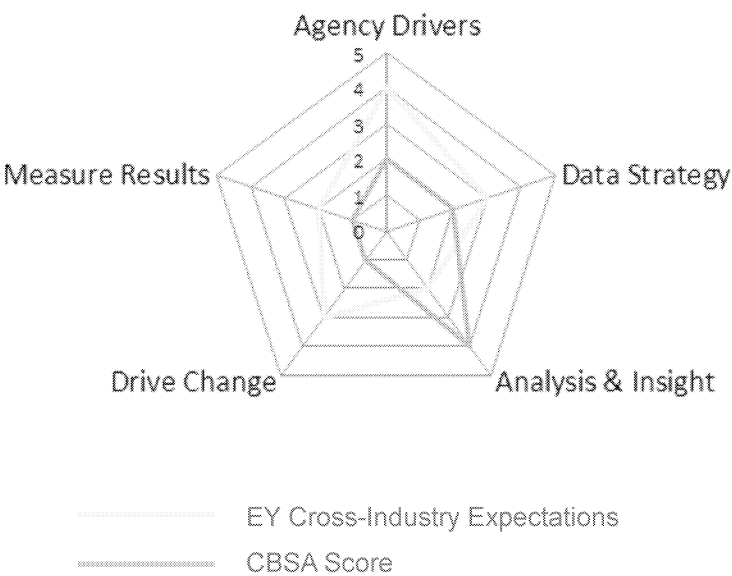 Agency Drivers
5
4
3
2
1
0
Measure Results
Data Strategy
Drive Change
Analysis & Insight
EY Cross-Industry Expectations
CBSA Score